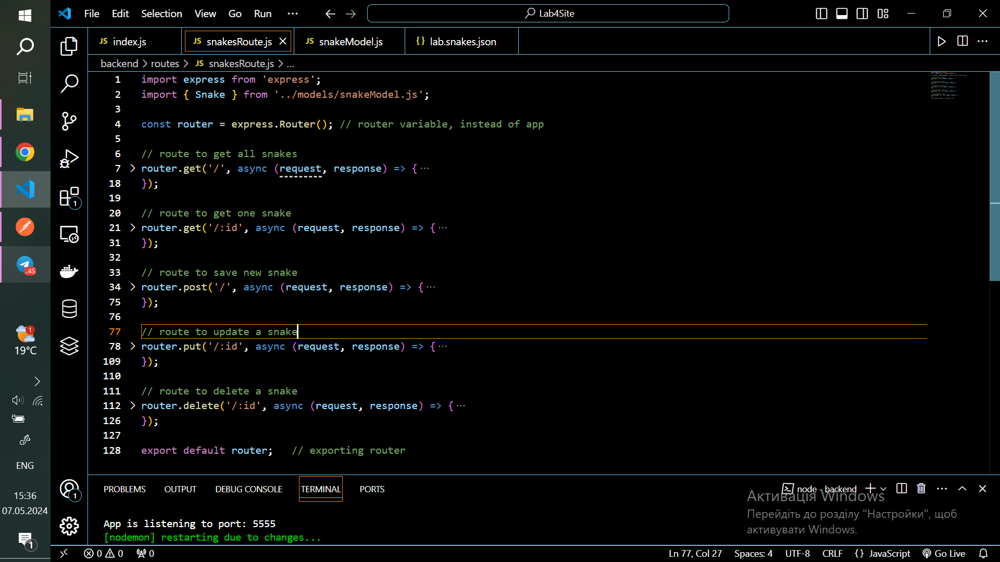 File Edit Selection View Go Run ···
Lab4Site
JS index.js
JS snakesRoute.js
JS snakeModel.js
{} lab.snakes.json
backend > routes > JS snakesRoute.js > ...
1 import express from 'express';
2 import { Snake } from '../models/snakeModel.js';
3
4 const router = express.Router(); // router variable, instead of app
5
6 // route to get all snakes
7 router.get('/', async (request, response) => {···
18 });
19
20 // route to get one snake
21 router.get('/:id', async (request, response) => {···
31 });
32
33 // route to save new snake
34 router.post('/', async (request, response) => {···
75 });
76
77 // route to update a snake
78 router.put('/:id', async (request, response) => {···
109 });
110
111 // route to delete a snake
112 router.delete('/:id', async (request, response) => {···
126 });
127
128 export default router;   // exporting router
PROBLEMS OUTPUT DEBUG CONSOLE TERMINAL PORTS
node - backend
App is listening to port: 5555
[nodemon] restarting due to changes...
Активація Windows
Перейдіть до розділу "Настройки", щоб
активувати Windows.
0 0 0
Ln 77, Col 27 Spaces: 4 UTF-8 CRLF {} JavaScript Go Live
1
1
..45
1
19°C
ENG
15:36
07.05.2024
1